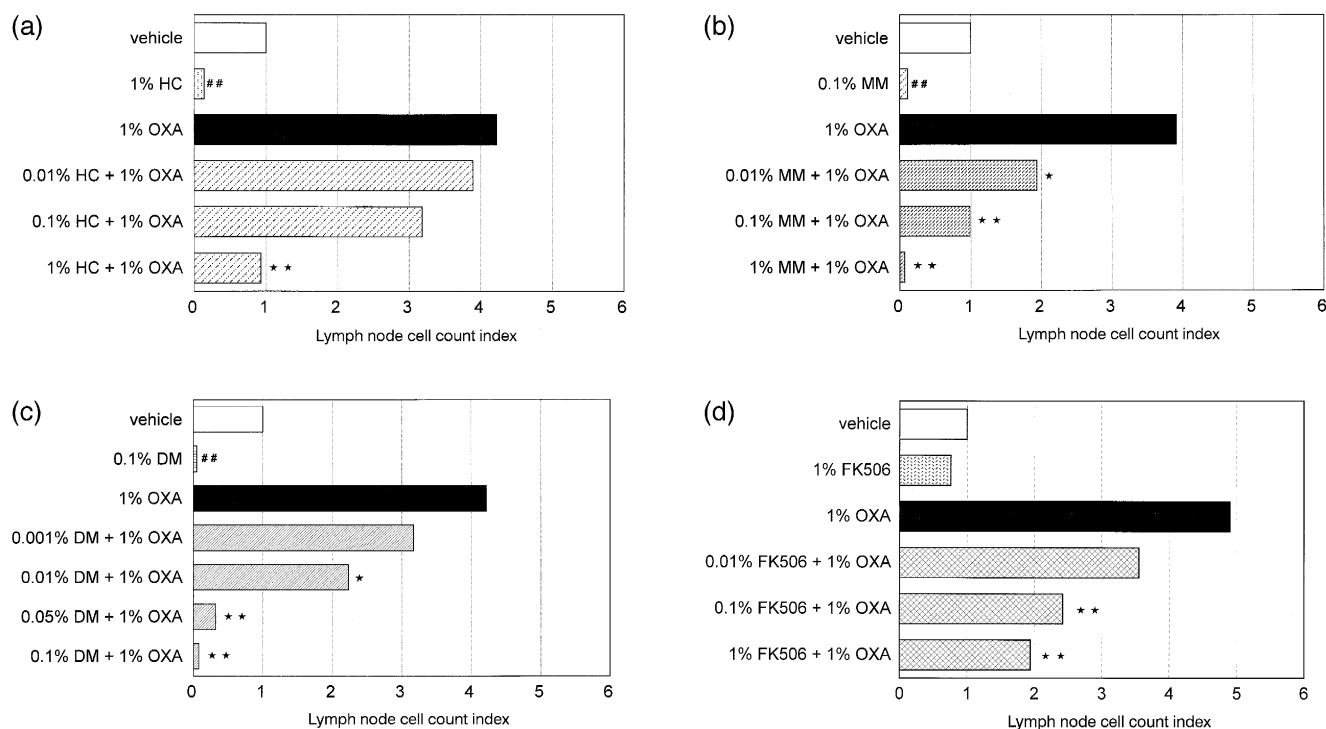 (a)
vehicle
1% HC ##
1% OXA
0.01% HC + 1% OXA
0.1% HC + 1% OXA
1% HC + 1% OXA ★ ★
0 1 2 3 4 5 6
Lymph node cell count index
(b)
vehicle
0.1% MM ##
1% OXA
0.01% MM + 1% OXA ★
0.1% MM + 1% OXA ★ ★
1% MM + 1% OXA ★ ★
0 1 2 3 4 5 6
Lymph node cell count index
(c)
vehicle
0.1% DM ##
1% OXA
0.001% DM + 1% OXA
0.01% DM + 1% OXA ★
0.05% DM + 1% OXA ★ ★
0.1% DM + 1% OXA ★ ★
0 1 2 3 4 5 6
Lymph node cell count index
(d)
vehicle
1% FK506
1% OXA
0.01% FK506 + 1% OXA
0.1% FK506 + 1% OXA ★ ★
1% FK506 + 1% OXA ★ ★
0 1 2 3 4 5 6
Lymph node cell count index